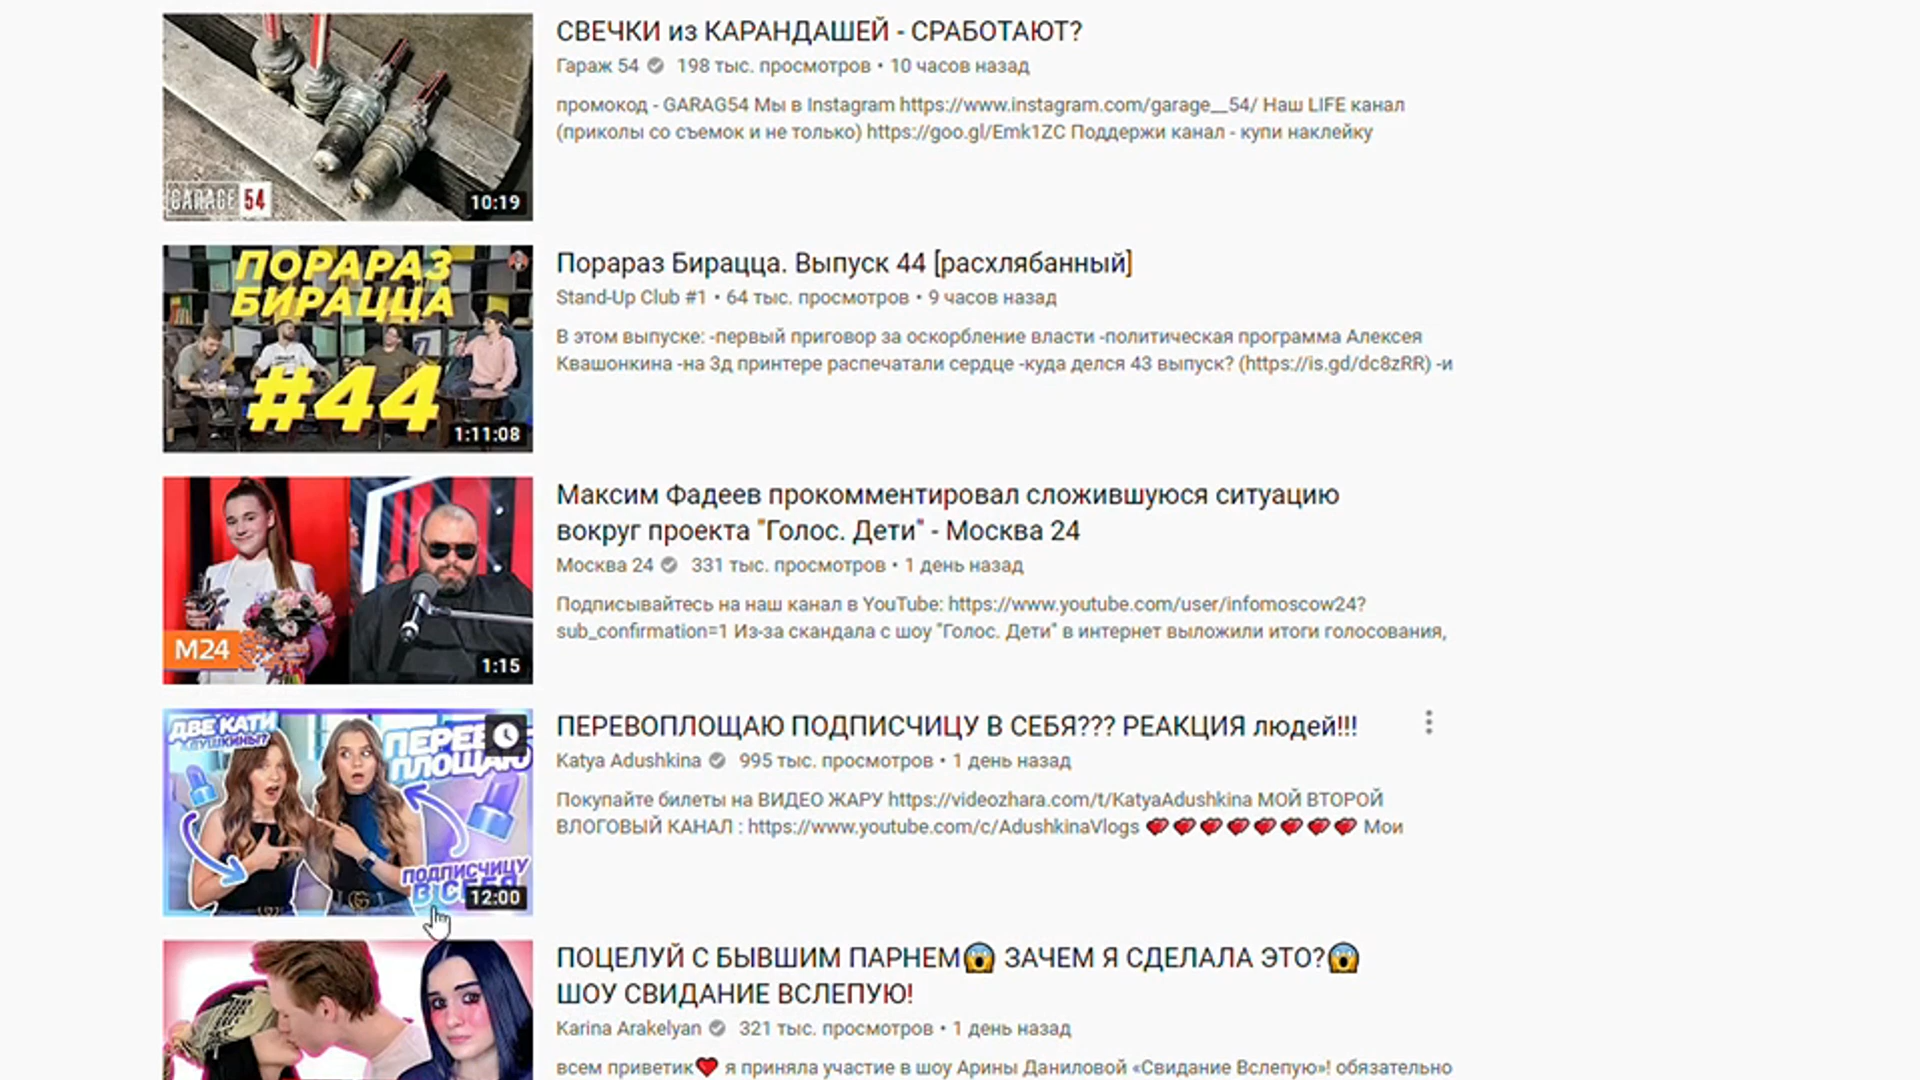 СВЕЧКИ из КАРАНДАШЕЙ - СРАБОТАЮТ?
Гараж 54 198 тыс. просмотров • 10 часов назад
промокод - GARAG54 Мы в Instagram https://www.instagram.com/garage__54/ Наш LIFE канал
(приколы со съемок и не только) https://goo.gl/Emk1ZC Поддержи канал - купи наклейку
GARAGE 54
10:19
ПОРАРАЗ
БИРАЦЦА
#44
1:11:08
Порараз Бирацца. Выпуск 44 [расхлябанный]
Stand-Up Club #1 • 64 тыс. просмотров • 9 часов назад
В этом выпуске: -первый приговор за оскорбление власти -политическая программа Алексея
Квашонкина -на 3д принтере распечатали сердце -куда делся 43 выпуск? (https://is.gd/dc8zRR) -и
Максим Фадеев прокомментировал сложившуюся ситуацию
вокруг проекта "Голос. Дети" - Москва 24
Москва 24 331 тыс. просмотров • 1 день назад
Подписывайтесь на наш канал в YouTube: https://www.youtube.com/user/infomoscow24?
sub_confirmation=1 Из-за скандала с шоу "Голос. Дети" в интернет выложили итоги голосования,
M24
1:15
ДВЕ КАТИ
ПЛОЩАЮ
ПОДПИСЧИЦУ
12:00
ПЕРЕВОПЛОЩАЮ ПОДПИСЧИЦУ В СЕБЯ??? РЕАКЦИЯ людей!!!
Katya Adushkina 995 тыс. просмотров • 1 день назад
Покупайте билеты на ВИДЕО ЖАРУ https://videozhara.com/t/KatyaAdushkina МОЙ ВТОРОЙ
ВЛОГОВЫЙ КАНАЛ : https://www.youtube.com/c/AdushkinaVlogs 💕💕💕💕💕💕💕💕 Мои
ПОЦЕЛУЙ С БЫВШИМ ПАРНЕМ😱 ЗАЧЕМ Я СДЕЛАЛА ЭТО?😱
ШОУ СВИДАНИЕ ВСЛЕПУЮ!
Karina Arakelyan 321 тыс. просмотров • 1 день назад
всем приветик❤️ я приняла участие в шоу Арины Даниловой «Свидание Вслепую»! обязательно